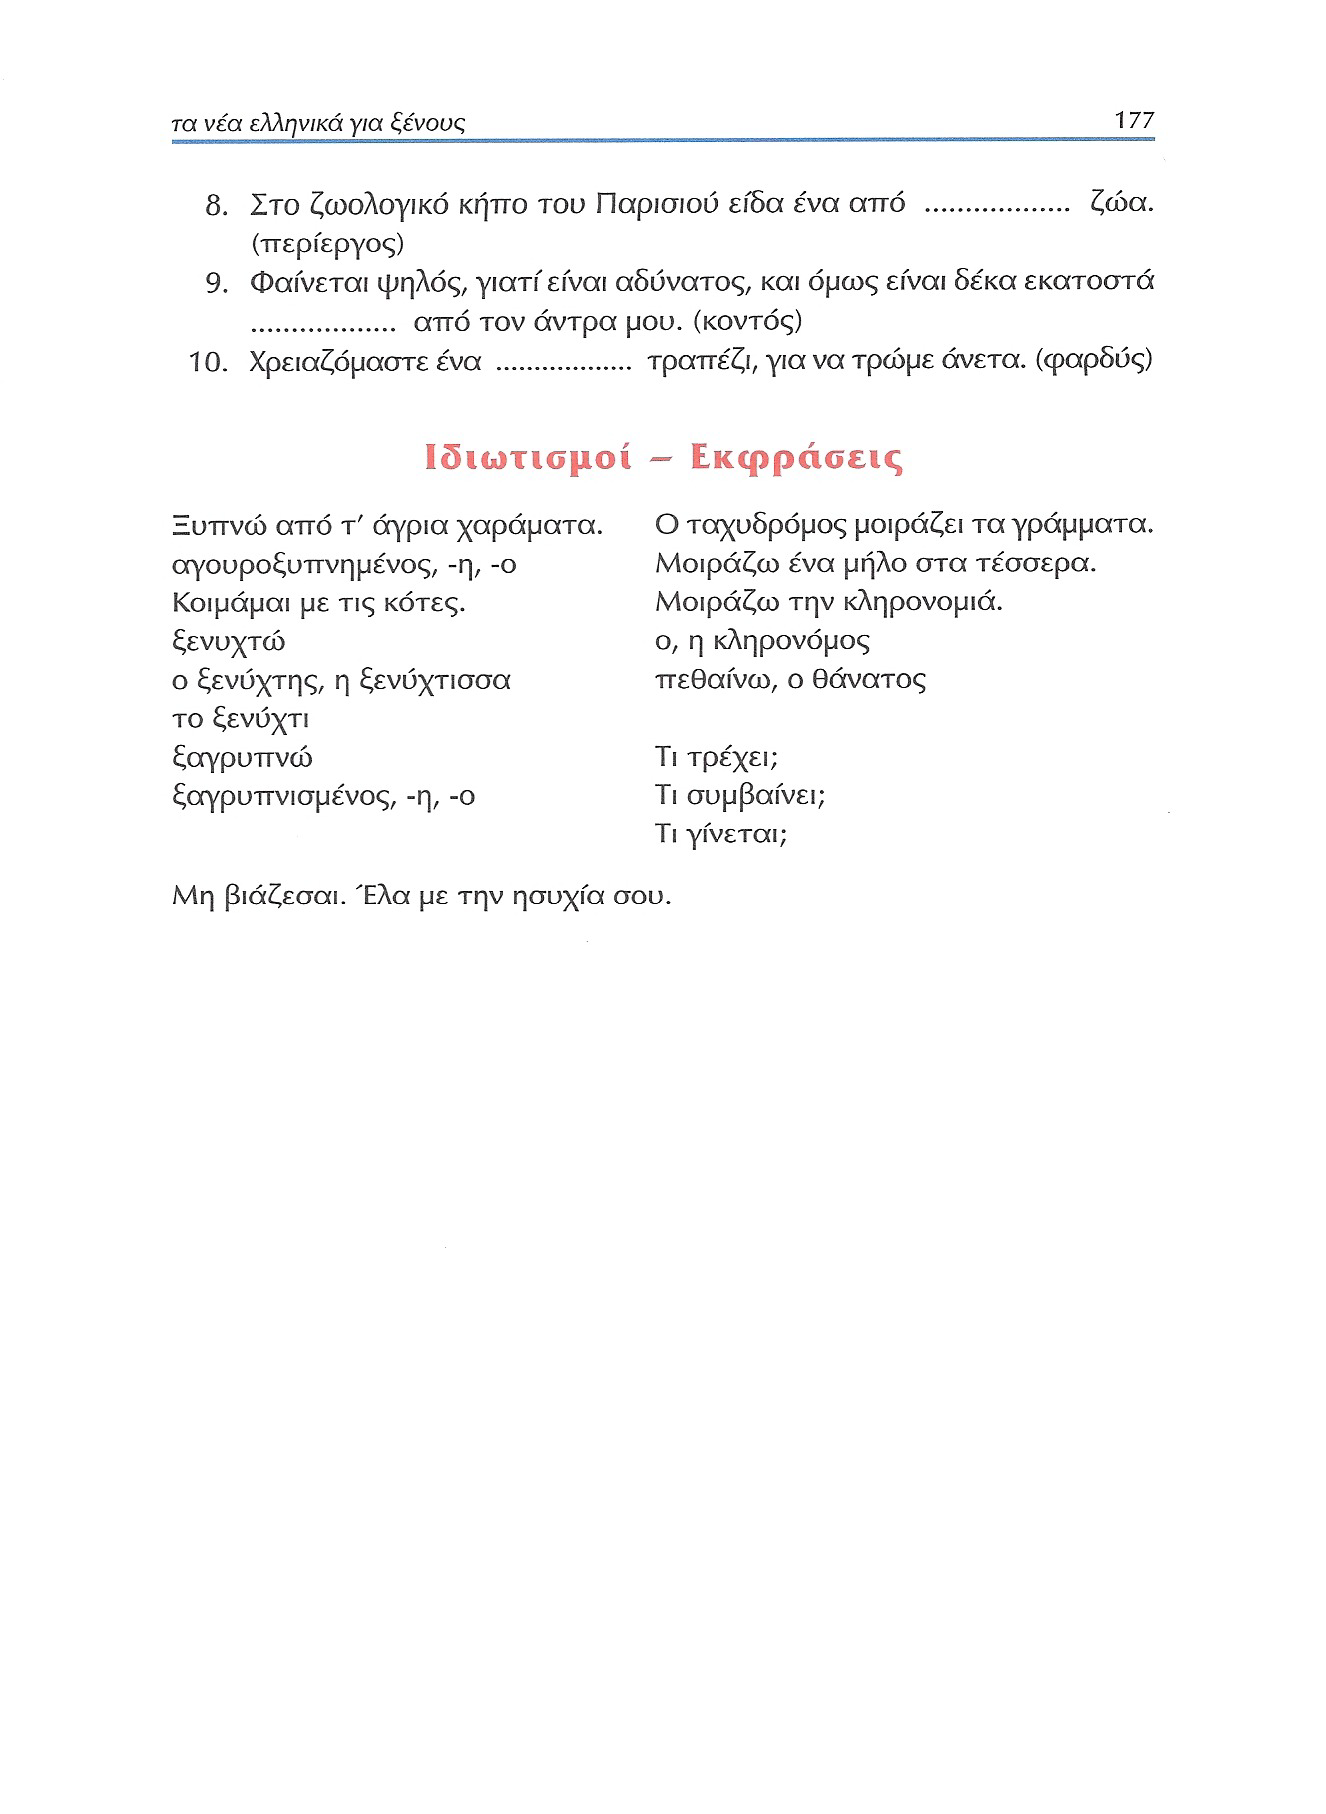 τα νέα ελληνικά για ξένους 177
8. Στο ζωολογικό κήπο του Παρισιού είδα ένα από .................. ζώα.
(περίεργος)
9. Φαίνεται ψηλός, γιατί είναι αδύνατος, και όμως είναι δέκα εκατοστά
.................. από τον άντρα μου. (κοντός)
10. Χρειαζόμαστε ένα .................. τραπέζι, για να τρώμε άνετα. (φαρδύς)
Ιδιωτισμοί – Εκφράσεις
Ξυπνώ από τ' άγρια χαράματα.
αγουροξυπνημένος, -η, -ο
Κοιμάμαι με τις κότες.
ξενυχτώ
ο ξενύχτης, η ξενύχτισσα
το ξενύχτι
ξαγρυπνώ
ξαγρυπνισμένος, -η, -ο
Ο ταχυδρόμος μοιράζει τα γράμματα.
Μοιράζω ένα μήλο στα τέσσερα.
Μοιράζω την κληρονομιά.
ο, η κληρονόμος
πεθαίνω, ο θάνατος
Τι τρέχει;
Τι συμβαίνει;
Τι γίνεται;
Μη βιάζεσαι. Έλα με την ησυχία σου.